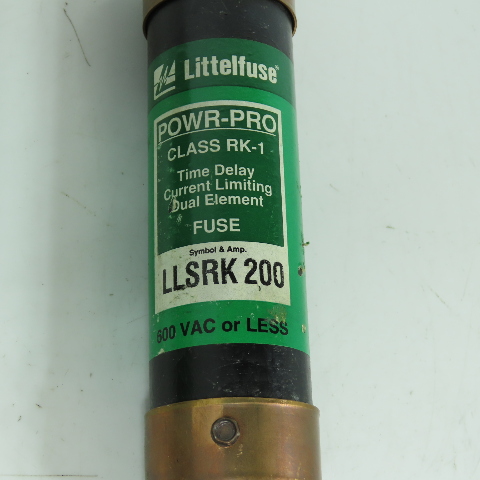 Littelfuse®
POWR-PRO
CLASS RK-1
Time Delay
Current Limiting
Dual Element
FUSE
Symbol & Amp.
LLSRK 200
600 VAC or LESS